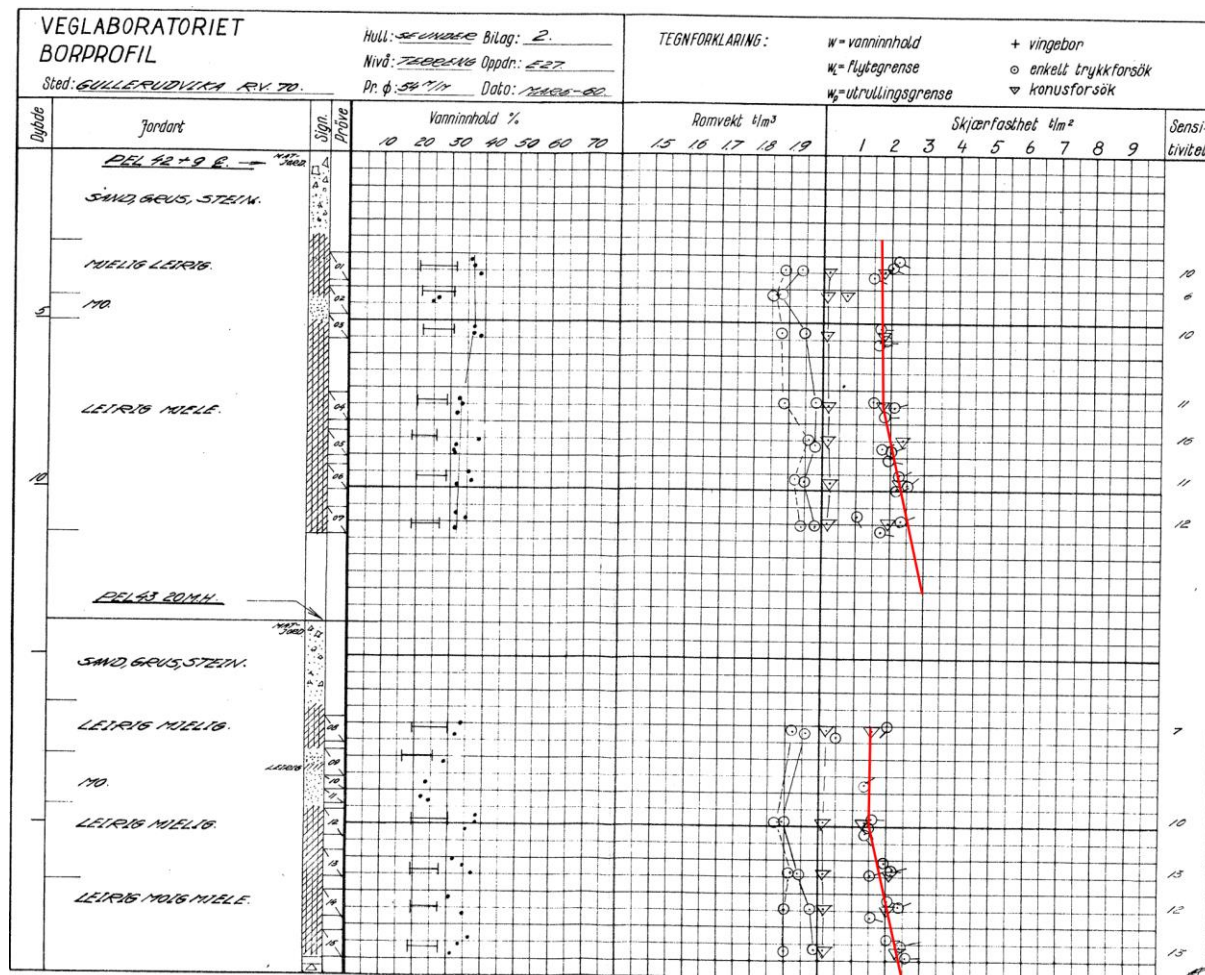 VEGLABORATORIET
BORPROFIL
Sted: GULLERUDVIKA RV. 70.
Hull: SE UNDER Bilag: 2.
Nivå: TERRENG Oppdr.: E27.
Pr. φ: 54 m/m Dato: MARS-60.
TEGNFORKLARING:
w = vanninnhold
wL = flytegrense
wp = utrullingsgrense
+ vingebor
⊙ enkelt trykkforsök
▽ konusforsök
Dybde
Jordart
Sign.
Pröve
Vanninnhold %
10 20 30 40 50 60 70
Romvekt t/m³
1.5 1.6 1.7 1.8 1.9
Skjærfasthet t/m²
1 2 3 4 5 6 7 8 9
Sensi-
tivitet
PEL 42 + 9
MAT-
JORD.
SAND, GRUS, STEIN.
MJELIG LEIRIG.
01
10
MO.
02
6
5
03
10
LEIRIG MJELE.
04
11
05
16
10
06
11
07
12
PEL 43 20 M.H.
MAT-
JORD
SAND, GRUS, STEIN.
LEIRIG MJELIG.
08
7
LEIRIG
09
MO.
10
11
LEIRIG MJELIG.
12
10
13
13
LEIRIG MOIG MJELE.
14
12
15
13